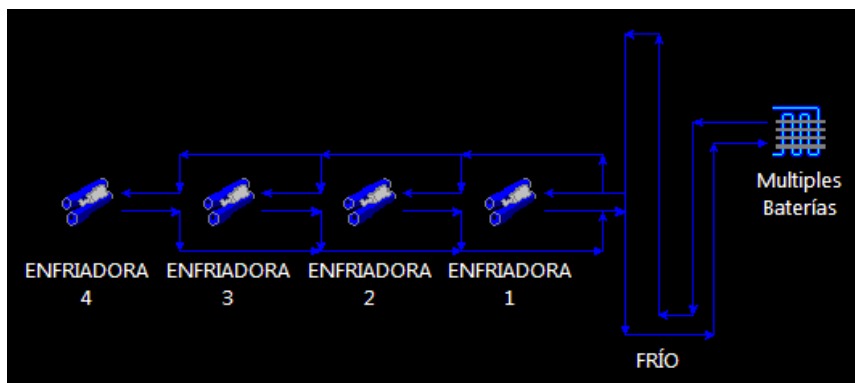 Multiples
Baterías
ENFRIADORA
4
ENFRIADORA
3
ENFRIADORA
2
ENFRIADORA
1
FRÍO